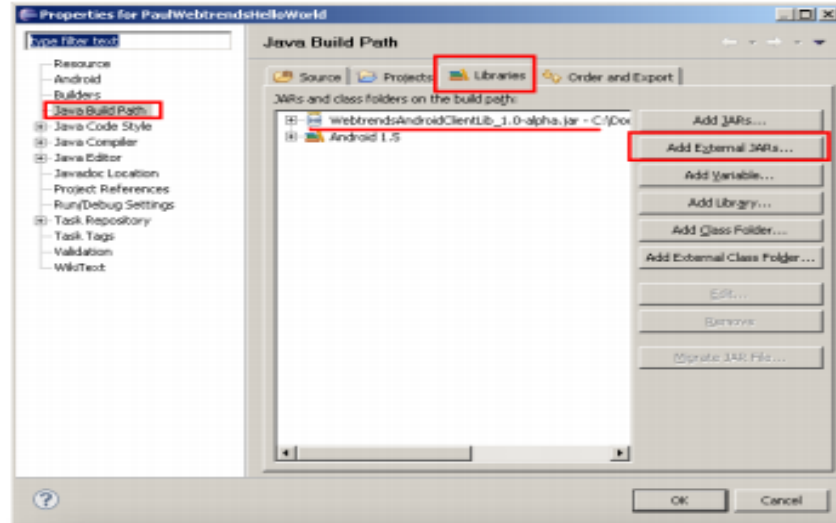 Properties for PaulWebtrendsHelloWorld
type filter text
Resource
Android
Builders
Java Build Path
Java Code Style
Java Compiler
Java Editor
Javadoc Location
Project References
Run/Debug Settings
Task Repository
Task Tags
Validation
WikiText
Java Build Path
Source
Projects
Libraries
Order and Export
JARs and class folders on the build path:
WebtrendsAndroidClientLib_1.0-alpha.jar - C:\Doc
Android 1.5
Add JARs...
Add External JARs...
Add Variable...
Add Library...
Add Class Folder...
Add External Class Folder...
Edit...
Remove
Migrate JAR File...
OK
Cancel